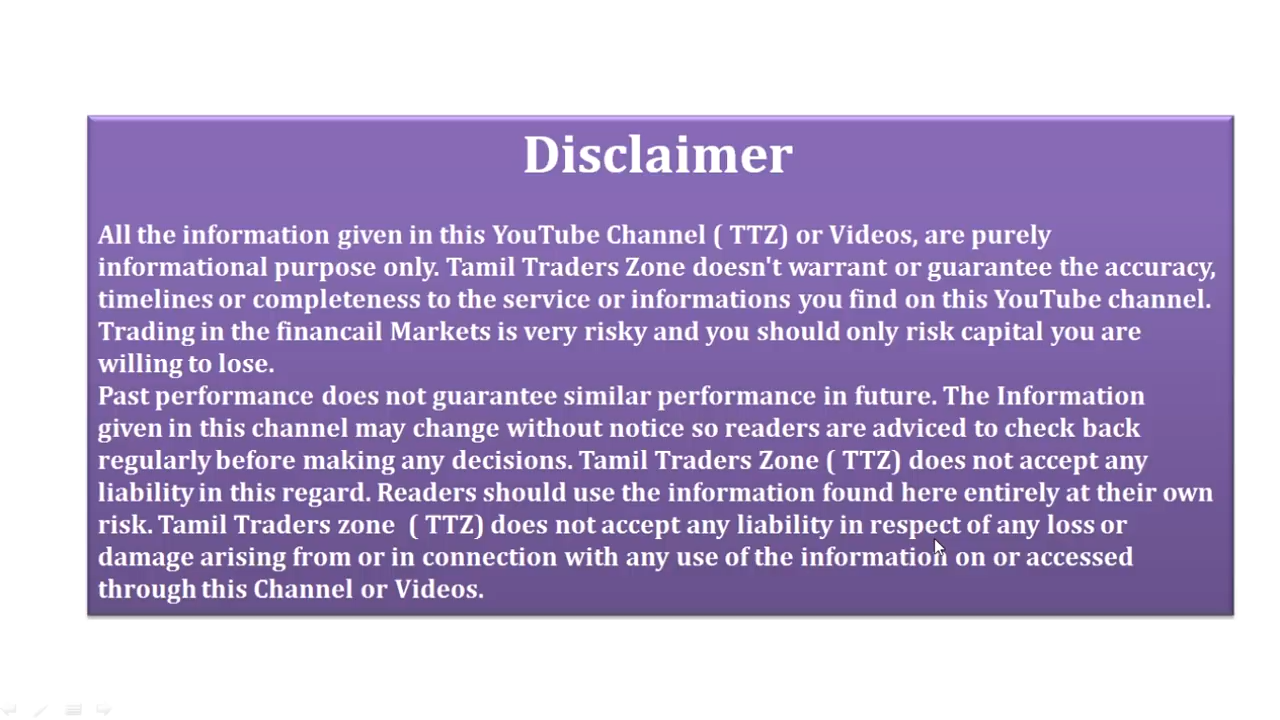 Disclaimer
All the information given in this YouTube Channel ( TTZ) or Videos, are purely
informational purpose only. Tamil Traders Zone doesn't warrant or guarantee the accuracy,
timelines or completeness to the service or informations you find on this YouTube channel.
Trading in the financail Markets is very risky and you should only risk capital you are
willing to lose.
Past performance does not guarantee similar performance in future. The Information
given in this channel may change without notice so readers are adviced to check back
regularly before making any decisions. Tamil Traders Zone ( TTZ) does not accept any
liability in this regard. Readers should use the information found here entirely at their own
risk. Tamil Traders zone  ( TTZ) does not accept any liability in respect of any loss or
damage arising from or in connection with any use of the information on or accessed
through this Channel or Videos.